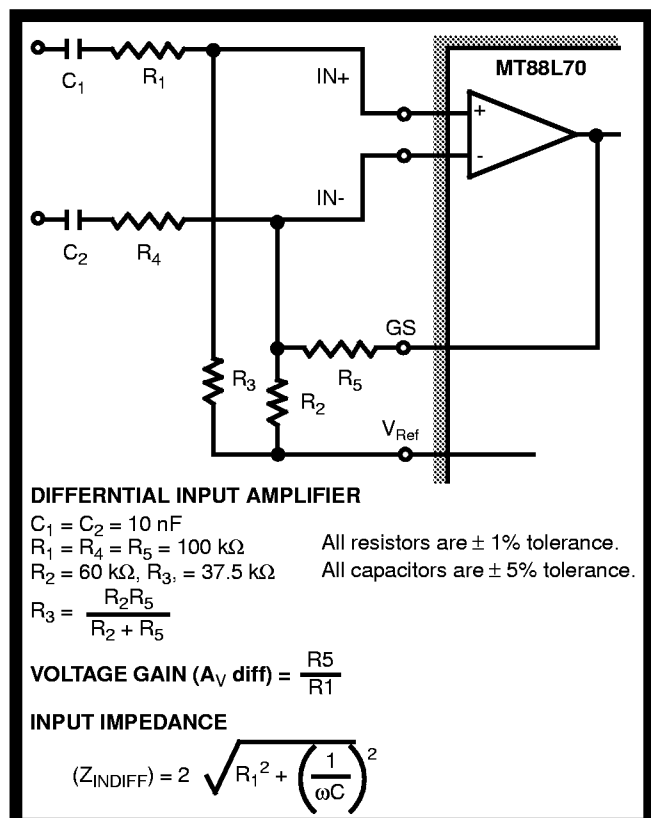 MT88L70
C1
R1
IN+
+
-
IN-
C2
R4
GS
R3
R5
R2
VRef
DIFFERNTIAL INPUT AMPLIFIER
C1 = C2 = 10 nF
R1 = R4 = R5 = 100 kΩ All resistors are ± 1% tolerance.
R2 = 60 kΩ, R3, = 37.5 kΩ All capacitors are ± 5% tolerance.
R3 = R2R5 / R2 + R5
VOLTAGE GAIN (AV diff) = R5 / R1
INPUT IMPEDANCE
(ZINDIFF) = 2 √ R1² + (1 / ωC)²